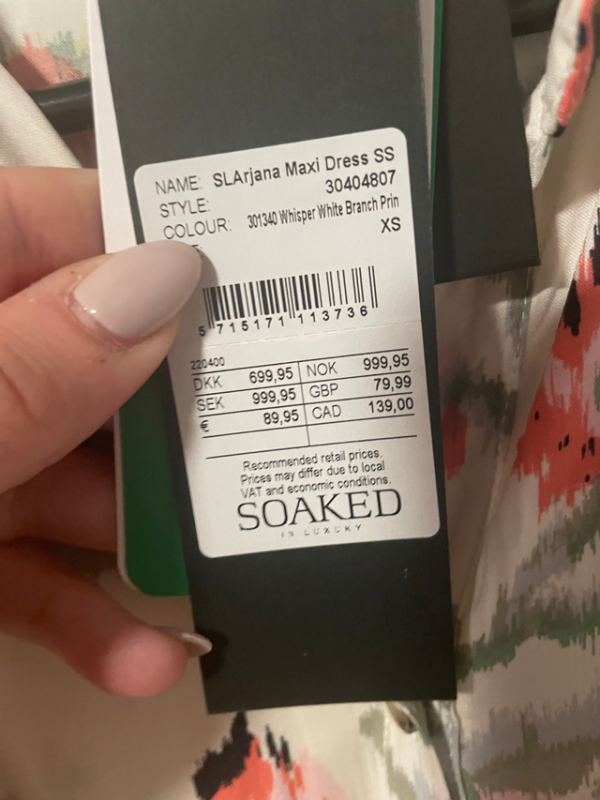 NAME: SLArjana Maxi Dress SS
STYLE: 30404807
COLOUR: 301340 Whisper White Branch Prin
XS
5 715171 113736
220400
DKK 699,95 NOK 999,95
SEK 999,95 GBP 79,99
€ 89,95 CAD 139,00
Recommended retail prices.
Prices may differ due to local
VAT and economic conditions.
SOAKED
IN LUXURY